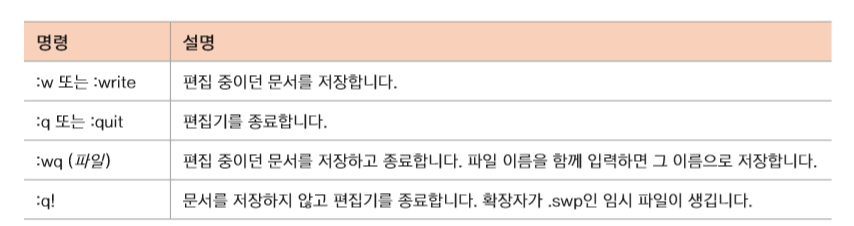 명령 설명
:w 또는 :write 편집 중이던 문서를 저장합니다.
:q 또는 :quit 편집기를 종료합니다.
:wq (파일) 편집 중이던 문서를 저장하고 종료합니다. 파일 이름을 함께 입력하면 그 이름으로 저장합니다.
:q! 문서를 저장하지 않고 편집기를 종료합니다. 확장자가 .swp인 임시 파일이 생깁니다.